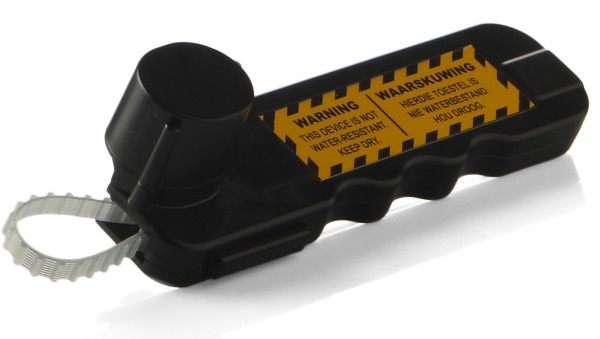 WARNING
THIS DEVICE IS NOT
WATER-RESISTANT.
KEEP DRY.
WAARSKUWING
HIERDIE TOESTEL IS
NIE WATERBESTAND.
HOU DROOG.